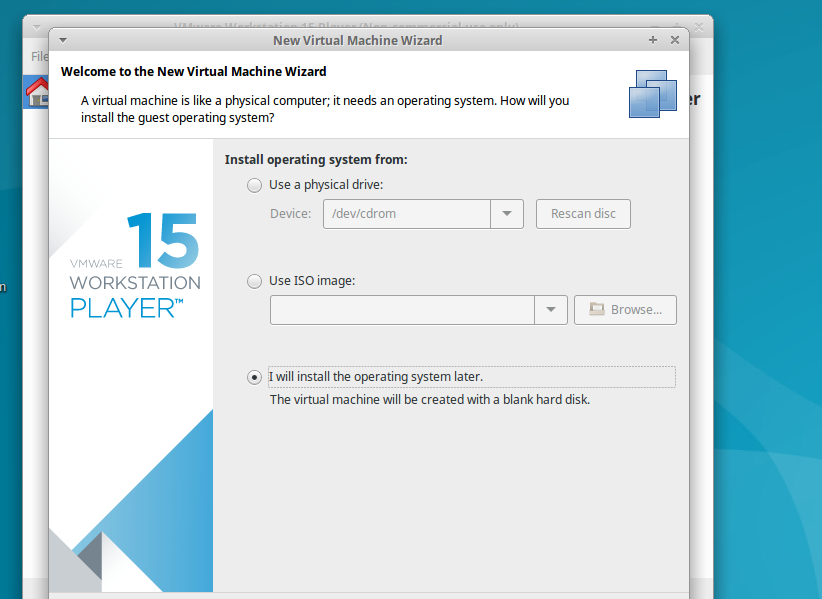 VMware Workstation 15 Player (Non-commercial use only)
New Virtual Machine Wizard
File
Welcome to the New Virtual Machine Wizard
A virtual machine is like a physical computer; it needs an operating system. How will you
install the guest operating system?
er
Install operating system from:
Use a physical drive:
Device:
/dev/cdrom
Rescan disc
Use ISO image:
Browse...
I will install the operating system later.
The virtual machine will be created with a blank hard disk.
15
VMWARE
WORKSTATION
PLAYER™
m